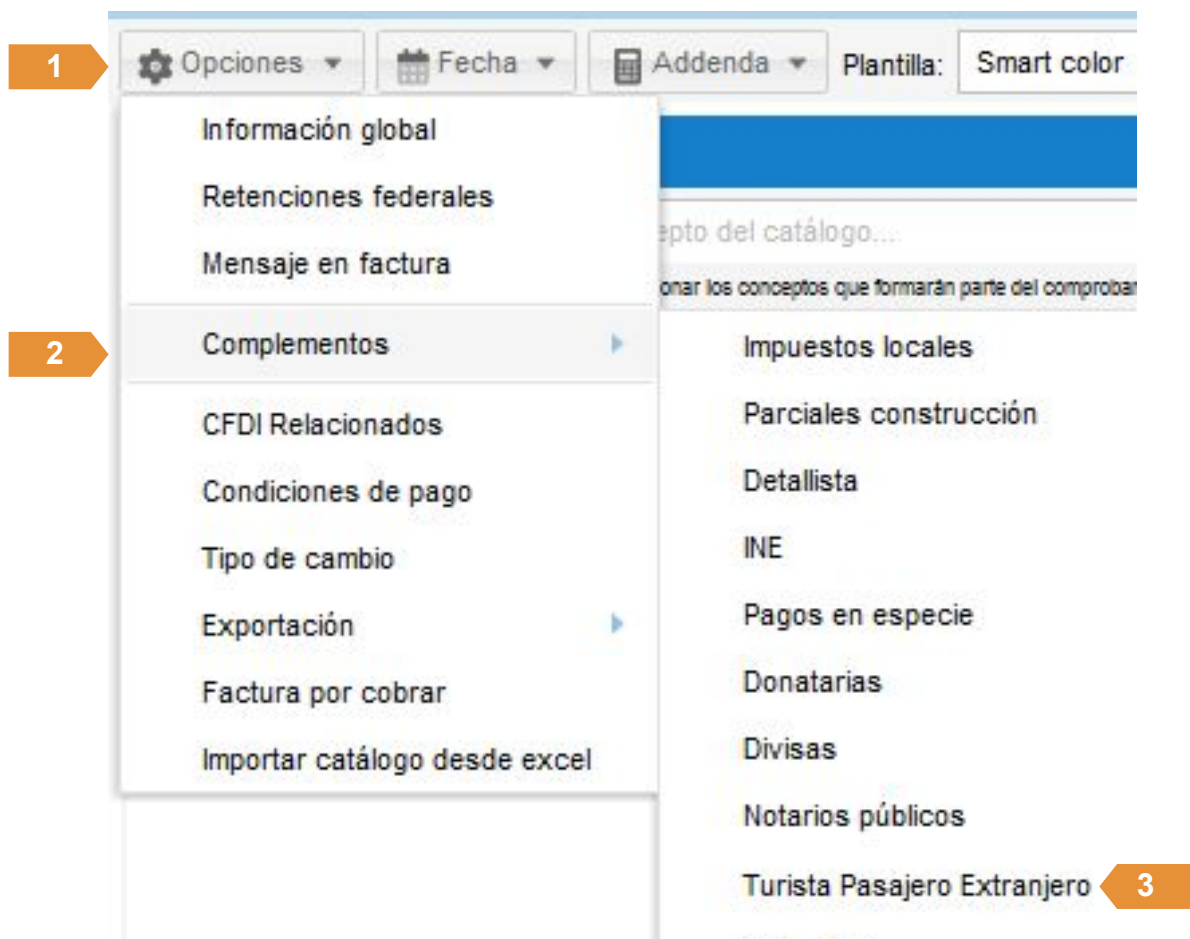 1
Opciones
Fecha
Addenda
Plantilla:
Smart color
Información global
Retenciones federales
epto del catálogo...
Mensaje en factura
onar los conceptos que formarán parte del comprobar
2
Complementos
Impuestos locales
Parciales construcción
CFDI Relacionados
Detallista
Condiciones de pago
INE
Tipo de cambio
Pagos en especie
Exportación
Donatarias
Factura por cobrar
Divisas
Importar catálogo desde excel
Notarios públicos
Turista Pasajero Extranjero
3